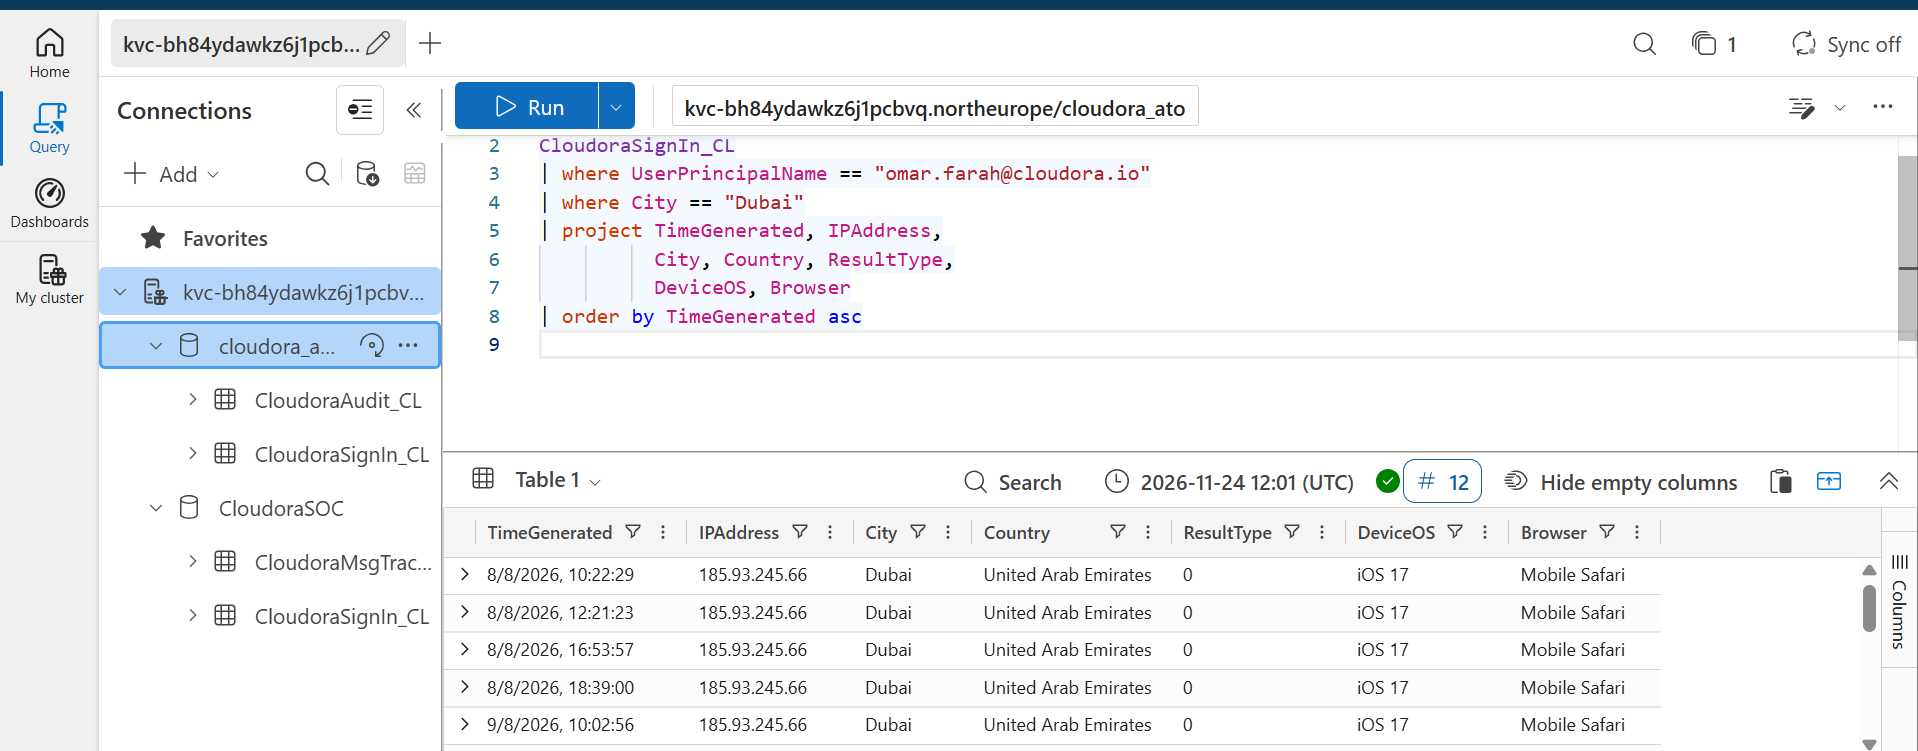 kvc-bh84ydawkz6j1pcb...
1
Sync off
Home
Query
Dashboards
My cluster
Connections
Add
Favorites
kvc-bh84ydawkz6j1pcbv...
cloudora_a...
CloudoraAudit_CL
CloudoraSignIn_CL
CloudoraSOC
CloudoraMsgTrac...
CloudoraSignIn_CL
Run
kvc-bh84ydawkz6j1pcbvq.northeurope/cloudora_ato
2 CloudoraSignIn_CL
3 | where UserPrincipalName == "omar.farah@cloudora.io"
4 | where City == "Dubai"
5 | project TimeGenerated, IPAddress,
6 City, Country, ResultType,
7 DeviceOS, Browser
8 | order by TimeGenerated asc
9
Table 1 Search 2026-11-24 12:01 (UTC) # 12 Hide empty columns
TimeGenerated IPAddress City Country ResultType DeviceOS Browser
8/8/2026, 10:22:29 185.93.245.66 Dubai United Arab Emirates 0 iOS 17 Mobile Safari
8/8/2026, 12:21:23 185.93.245.66 Dubai United Arab Emirates 0 iOS 17 Mobile Safari
8/8/2026, 16:53:57 185.93.245.66 Dubai United Arab Emirates 0 iOS 17 Mobile Safari
8/8/2026, 18:39:00 185.93.245.66 Dubai United Arab Emirates 0 iOS 17 Mobile Safari
9/8/2026, 10:02:56 185.93.245.66 Dubai United Arab Emirates 0 iOS 17 Mobile Safari
Columns